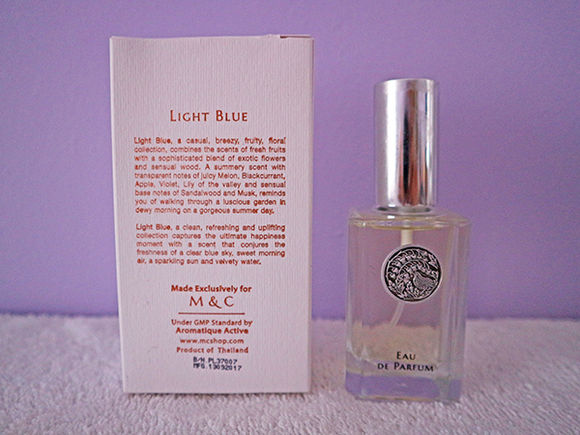 LIGHT BLUE
Light Blue, a casual, breezy, fruity, floral
collection, combines the scents of fresh fruits
with a sophisticated blend of exotic flowers
and sensual wood. A summery scent with
transparent notes of juicy Melon, Blackcurrant,
Apple, Violet, Lily of the valley and sensual
base notes of Sandalwood and Musk, reminds
you of walking through a luscious garden in
dewy morning on a gorgeous summer day.
Light Blue, a clean, refreshing and uplifting
collection captures the ultimate happiness
moment with a scent that conjures the
freshness of a clear blue sky, sweet morning
air, a sparkling sun and velvety water.
Made Exclusively for
M & C
Under GMP Standard by
Aromatique Active
www.mcshop.com
Product of Thailand
B/N.PL37007
MFG.13092017
EAU
DE PARFUM